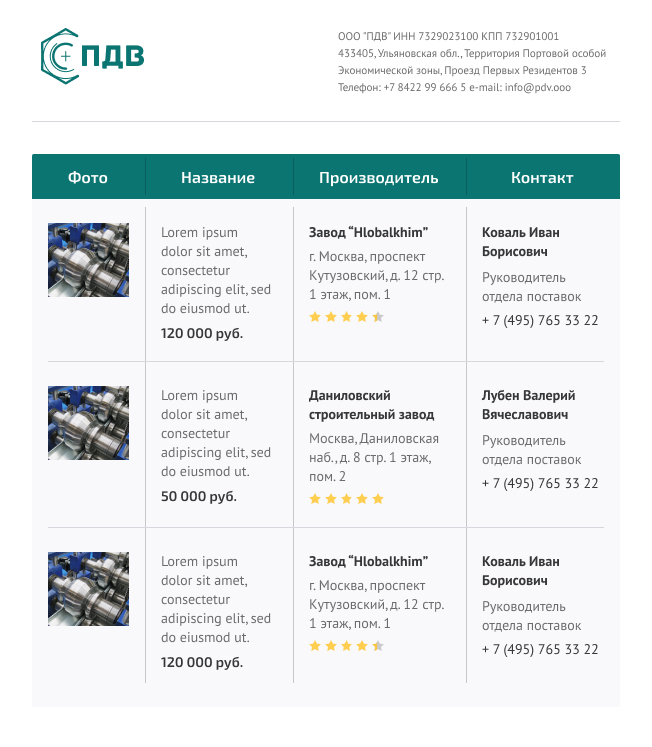 ПДВ
ООО "ПДВ" ИНН 7329023100 КПП 732901001
433405, Ульяновская обл., Территория Портовой особой
Экономической зоны, Проезд Первых Резидентов 3
Телефон: +7 8422 99 666 5 e-mail: info@pdv.ooo
Фото
Название
Производитель
Контакт
Lorem ipsum
dolor sit amet,
consectetur
adipiscing elit, sed
do eiusmod ut.
120 000 руб.
Завод “Hlobalkhim”
г. Москва, проспект
Кутузовский, д. 12 стр.
1 этаж, пом. 1
Коваль Иван
Борисович
Руководитель
отдела поставок
+ 7 (495) 765 33 22
Lorem ipsum
dolor sit amet,
consectetur
adipiscing elit, sed
do eiusmod ut.
50 000 руб.
Даниловский
строительный завод
Москва, Даниловская
наб., д. 8 стр. 1 этаж,
пом. 2
Лубен Валерий
Вячеславович
Руководитель
отдела поставок
+ 7 (495) 765 33 22
Lorem ipsum
dolor sit amet,
consectetur
adipiscing elit, sed
do eiusmod ut.
120 000 руб.
Завод “Hlobalkhim”
г. Москва, проспект
Кутузовский, д. 12 стр.
1 этаж, пом. 1
Коваль Иван
Борисович
Руководитель
отдела поставок
+ 7 (495) 765 33 22